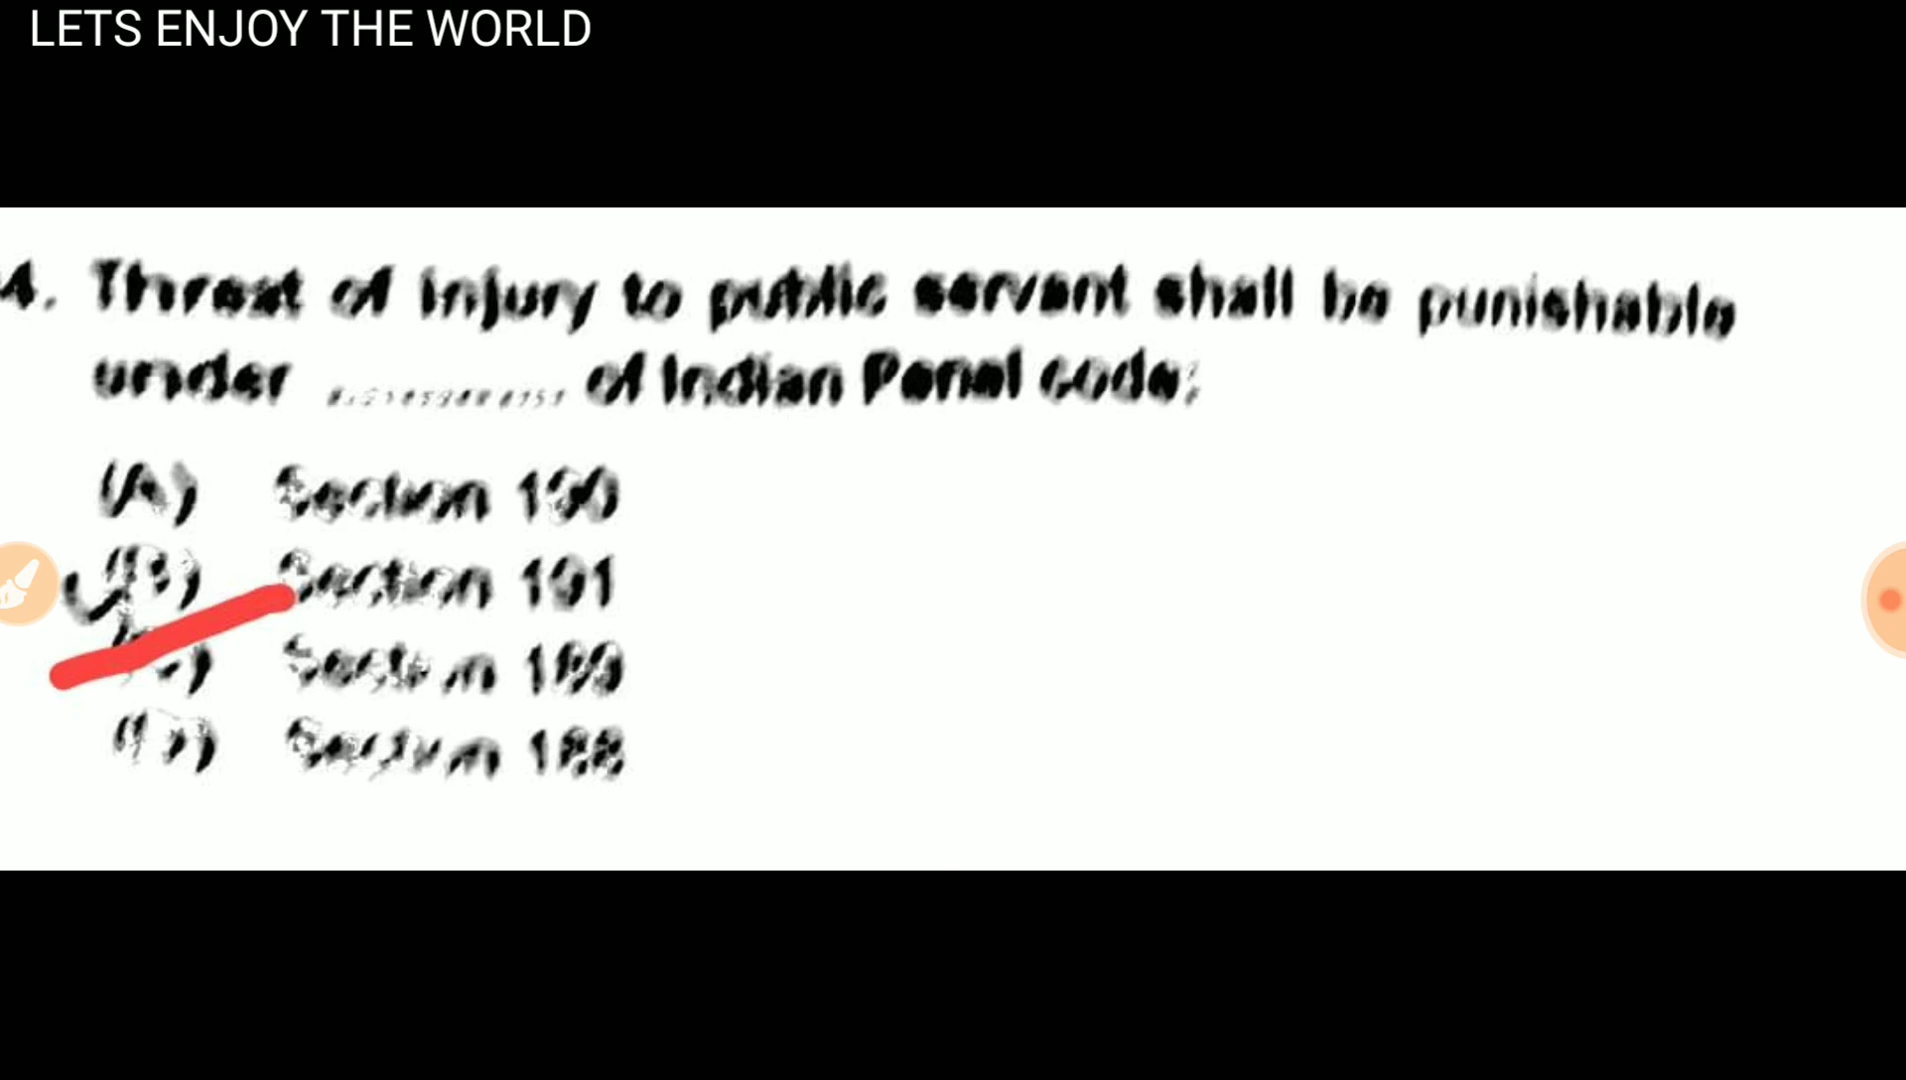 LETS ENJOY THE WORLD
4. Threat of injury to public servant shall be punishable
under ............... of Indian Penal code:
(A) Section 190
(B) Section 191
(C) Section 189
(D) Section 188